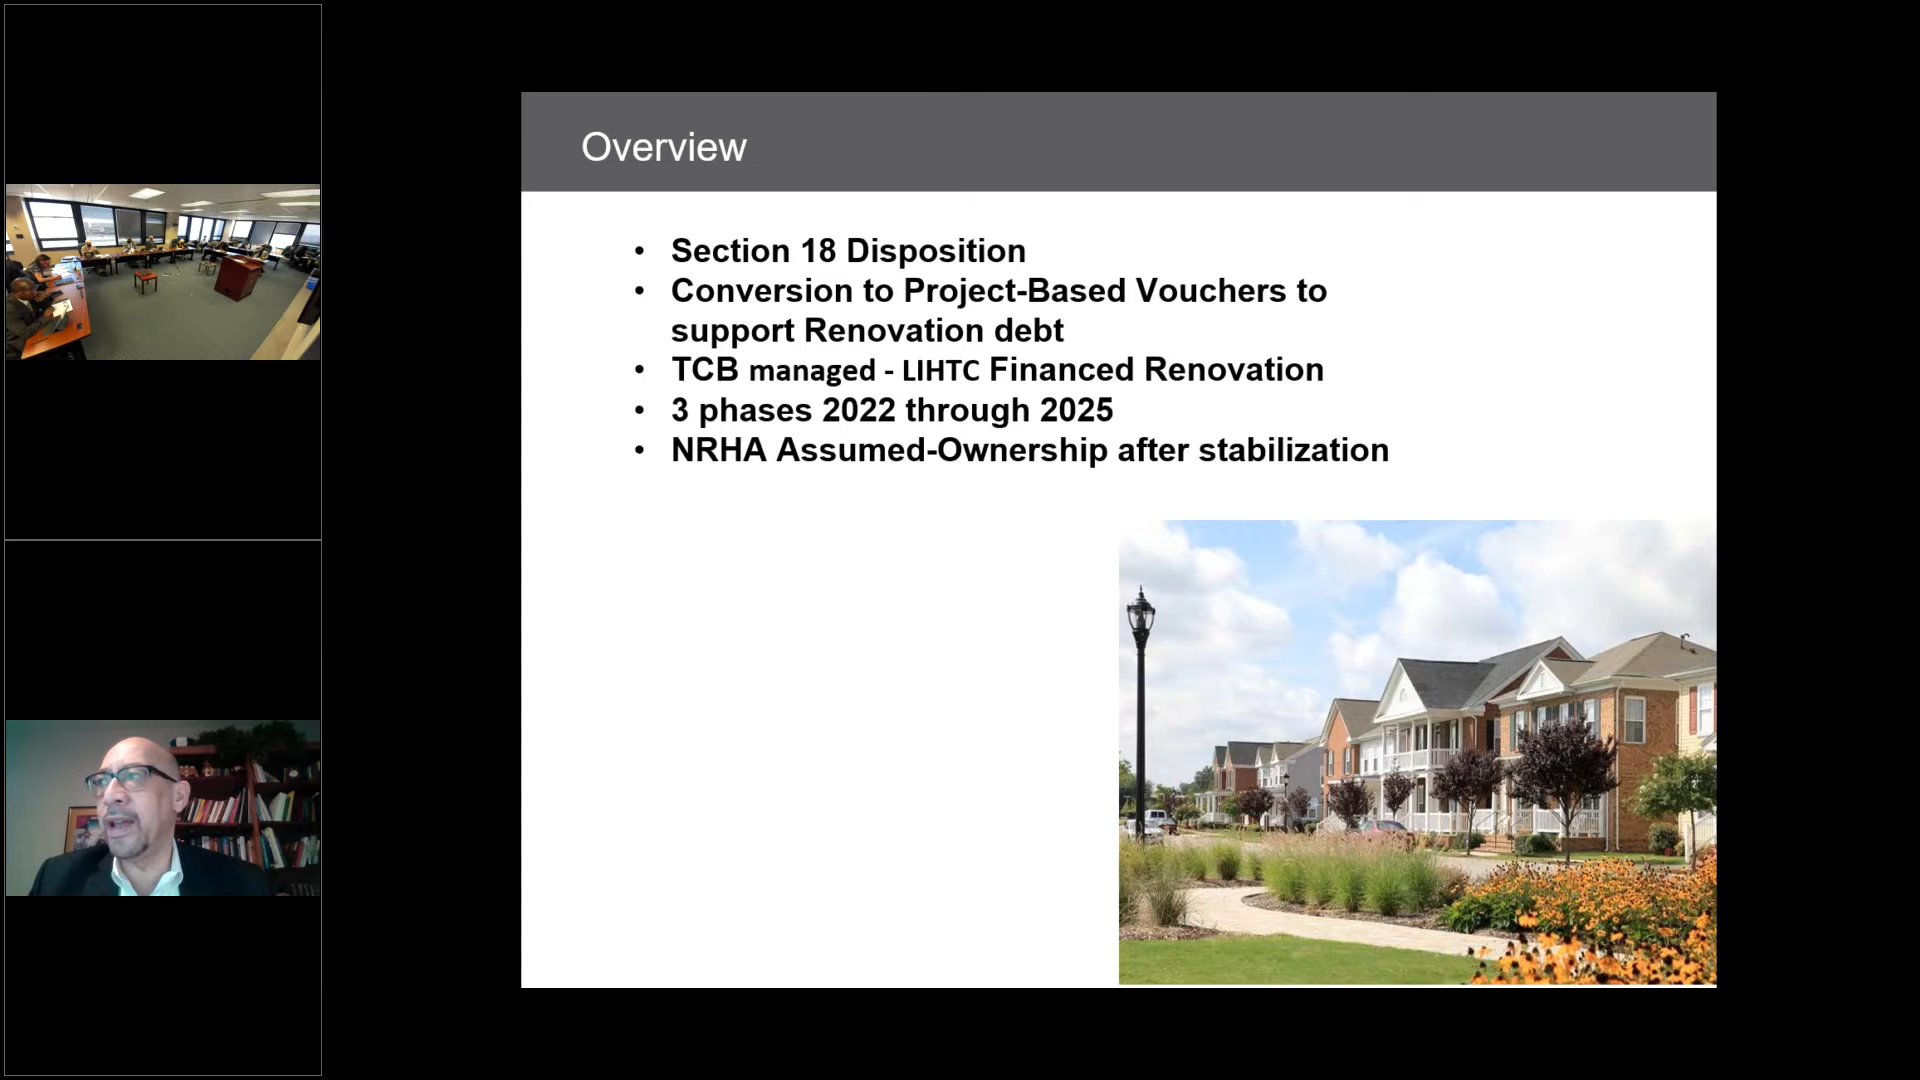 Overview
• Section 18 Disposition
• Conversion to Project-Based Vouchers to
support Renovation debt
• TCB managed - LIHTC Financed Renovation
• 3 phases 2022 through 2025
• NRHA Assumed-Ownership after stabilization